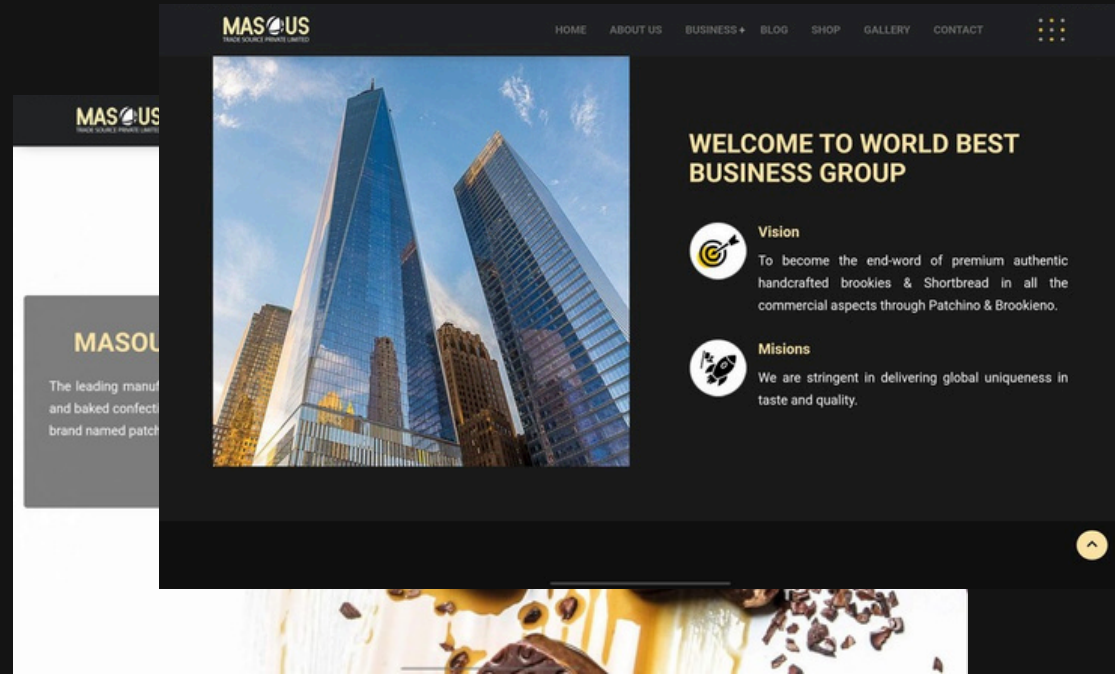 MASOUS
TRADE SOURCE PRIVATE LIMITED
HOME ABOUT US BUSINESS+ BLOG SHOP GALLERY CONTACT
WELCOME TO WORLD BEST
BUSINESS GROUP
Vision
To become the end-word of premium authentic
handcrafted brookies & Shortbread in all the
commercial aspects through Patchino & Brookieno.
Misions
We are stringent in delivering global uniqueness in
taste and quality.
MASOUS
TRADE SOURCE PRIVATE LIMITED
MASOU
The leading manuf
and baked confecti
brand named patch